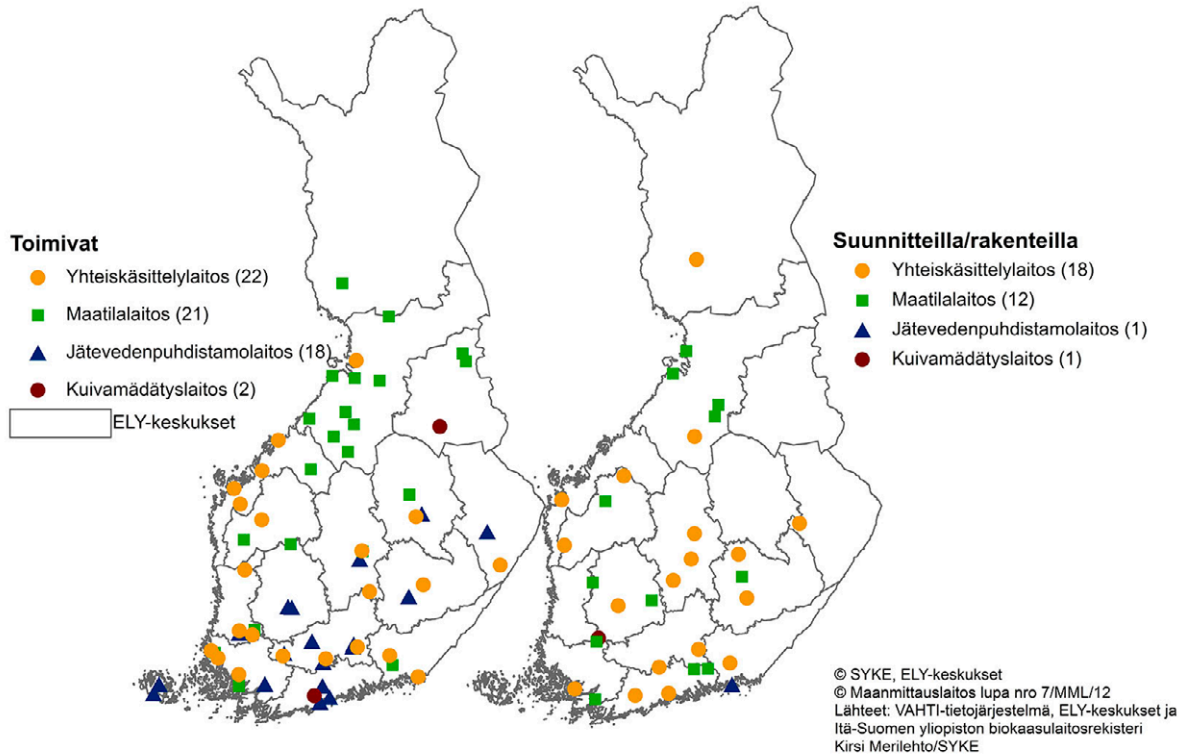 Toimivat
Yhteiskäsittelylaitos (22)
Maatilalaitos (21)
Jätevedenpuhdistamolaitos (18)
Kuivamädätyslaitos (2)
ELY-keskukset
Suunnitteilla/rakenteilla
Yhteiskäsittelylaitos (18)
Maatilalaitos (12)
Jätevedenpuhdistamolaitos (1)
Kuivamädätyslaitos (1)
© SYKE, ELY-keskukset
© Maanmittauslaitos lupa nro 7/MML/12
Lähteet: VAHTI-tietojärjestelmä, ELY-keskukset ja
Itä-Suomen yliopiston biokaasulaitosrekisteri
Kirsi Merilehto/SYKE